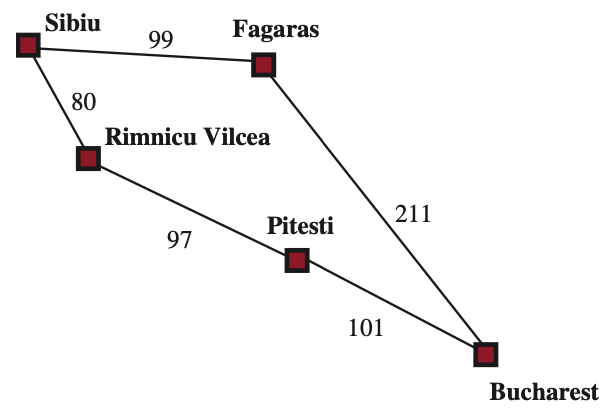 Sibiu
Fagaras
99
80
Rimnicu Vilcea
211
Pitesti
97
101
Bucharest